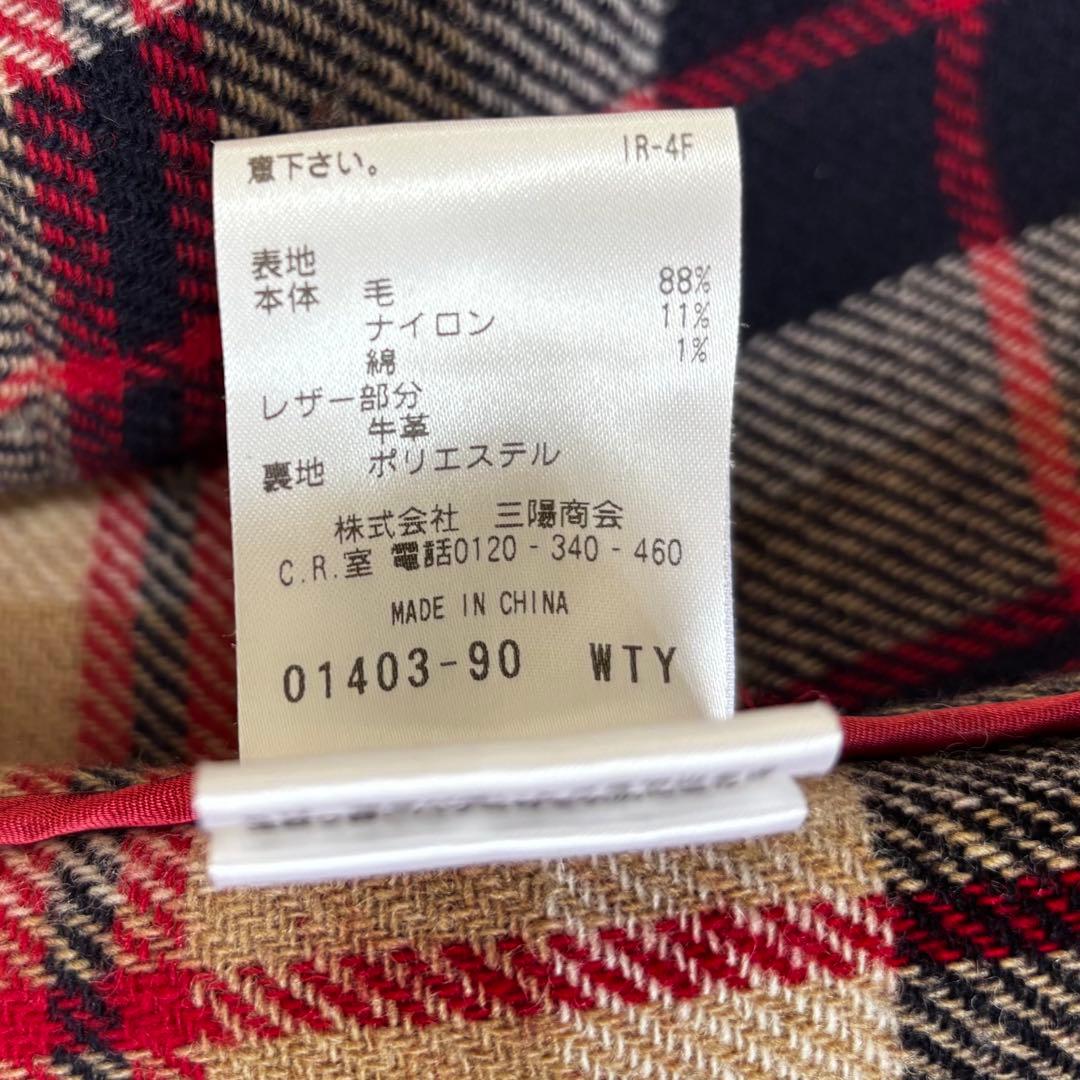 意下さい。 IR-4F
表地
本体 毛 88%
ナイロン 11%
綿 1%
レザー部分
牛革
裏地 ポリエステル
株式会社 三陽商会
C.R.室 電話0120-340-460
MADE IN CHINA
01403-90 WTY